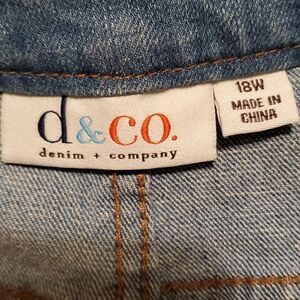 d&co.
denim + company
18W
MADE IN
CHINA